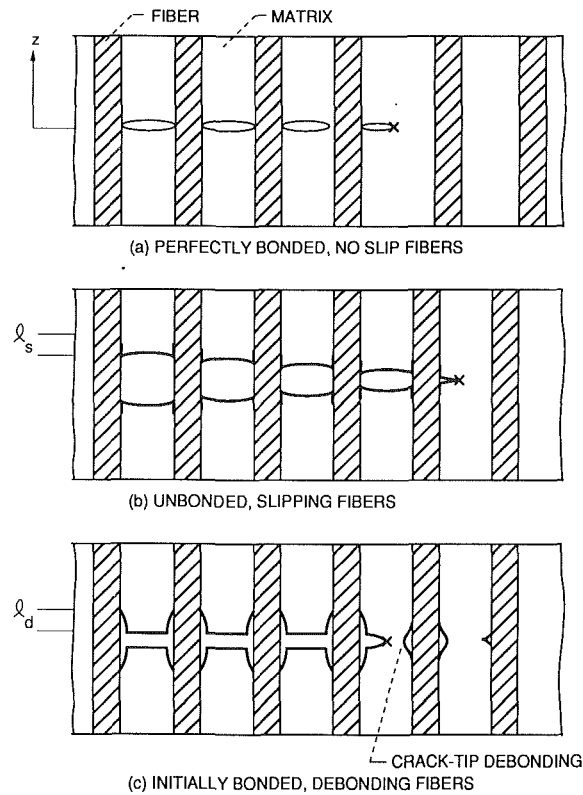 FIBER
MATRIX
z
(a) PERFECTLY BONDED, NO SLIP FIBERS
ℓs
(b) UNBONDED, SLIPPING FIBERS
ℓd
CRACK-TIP DEBONDING
(c) INITIALLY BONDED, DEBONDING FIBERS